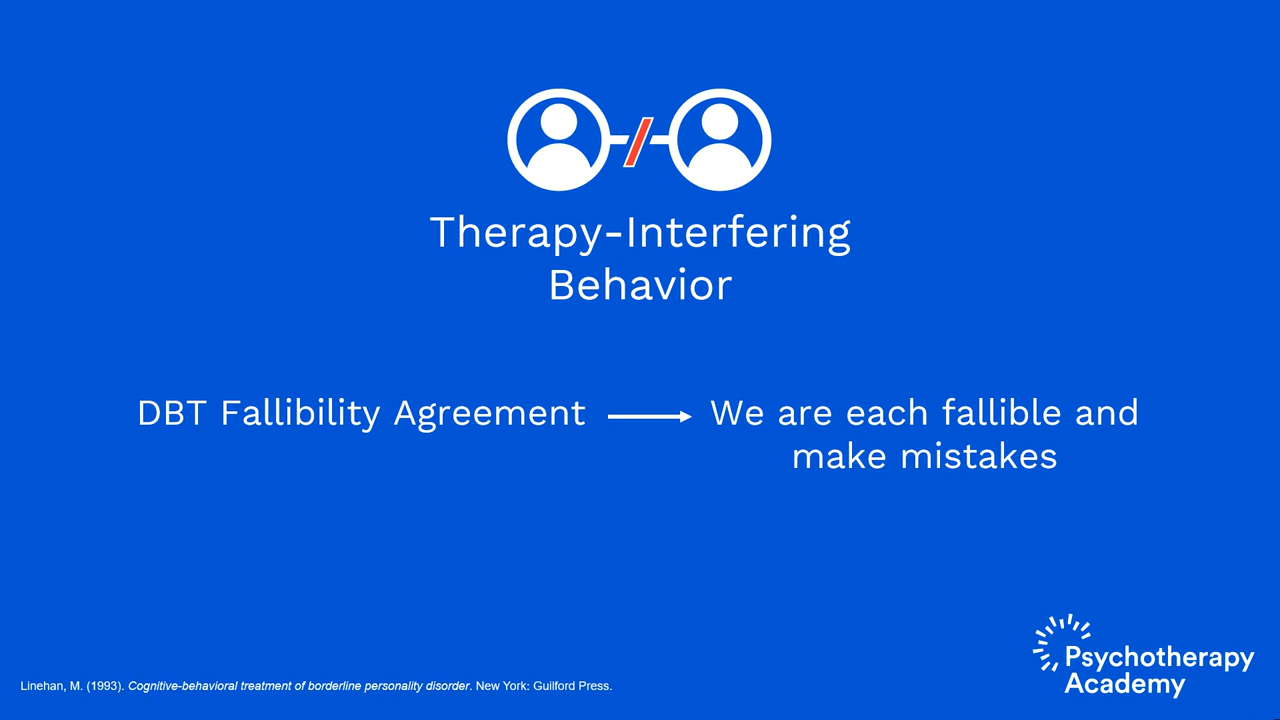 Therapy-Interfering
Behavior
DBT Fallibility Agreement
We are each fallible and
make mistakes
Linehan, M. (1993). Cognitive-behavioral treatment of borderline personality disorder. New York: Guilford Press.
Psychotherapy
Academy